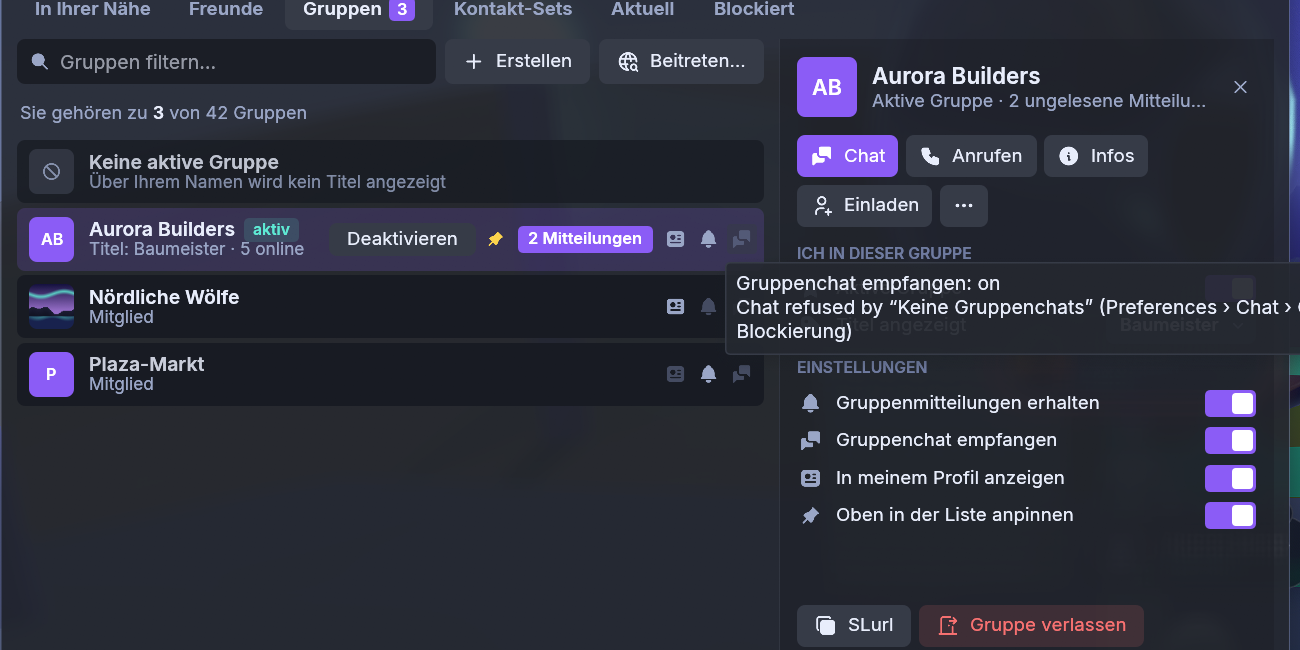 In Ihrer Nähe Freunde Gruppen 3 Kontakt-Sets Aktuell Blockiert
Gruppen filtern...
Erstellen
Beitreten...
Sie gehören zu 3 von 42 Gruppen
Keine aktive Gruppe
Über Ihrem Namen wird kein Titel angezeigt
AB
Aurora Builders aktiv
Titel: Baumeister · 5 online
Deaktivieren
2 Mitteilungen
Nördliche Wölfe
Mitglied
P
Plaza-Markt
Mitglied
AB
Aurora Builders
Aktive Gruppe · 2 ungelesene Mitteilu...
Chat
Anrufen
Infos
Einladen
...
ICH IN DIESER GRUPPE
Gruppenchat empfangen: on
Chat refused by “Keine Gruppenchats” (Preferences › Chat ›
Blockierung)
angezeigt
Baumeister
EINSTELLUNGEN
Gruppenmitteilungen erhalten
Gruppenchat empfangen
In meinem Profil anzeigen
Oben in der Liste anpinnen
SLurl
Gruppe verlassen